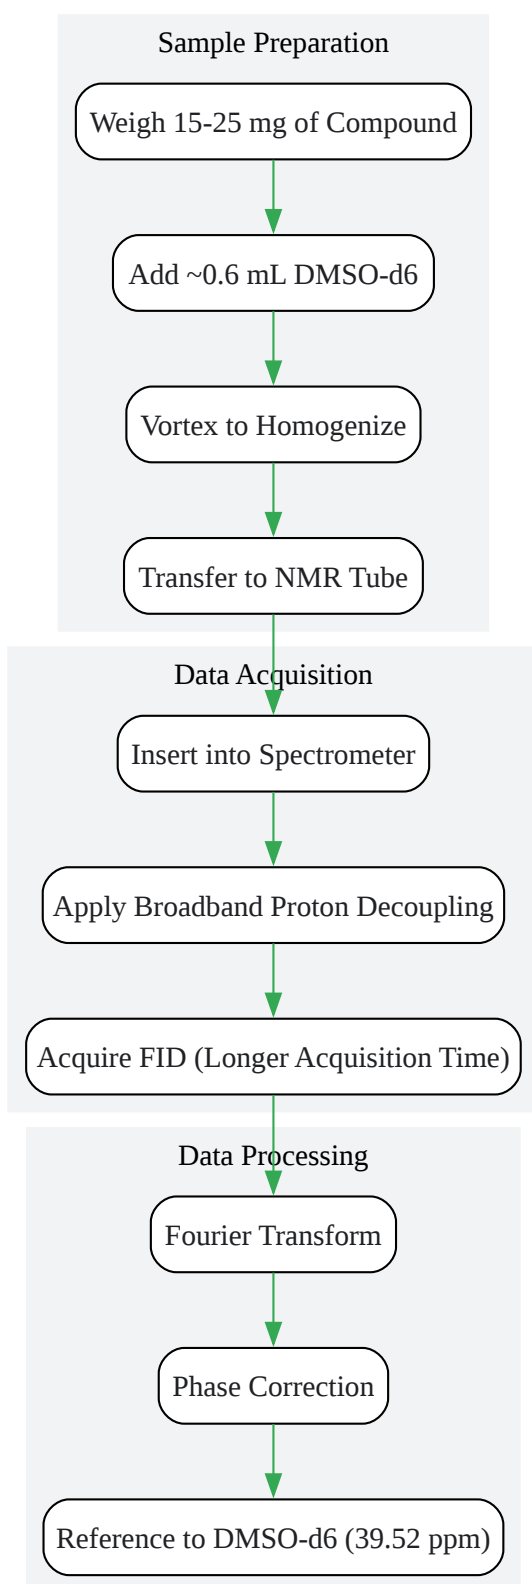 Sample Preparation
Weigh 15-25 mg of Compound
Add ~0.6 mL DMSO-d6
Vortex to Homogenize
Transfer to NMR Tube
Data Acquisition
Insert into Spectrometer
Apply Broadband Proton Decoupling
Acquire FID (Longer Acquisition Time)
Data Processing
Fourier Transform
Phase Correction
Reference to DMSO-d6 (39.52 ppm)